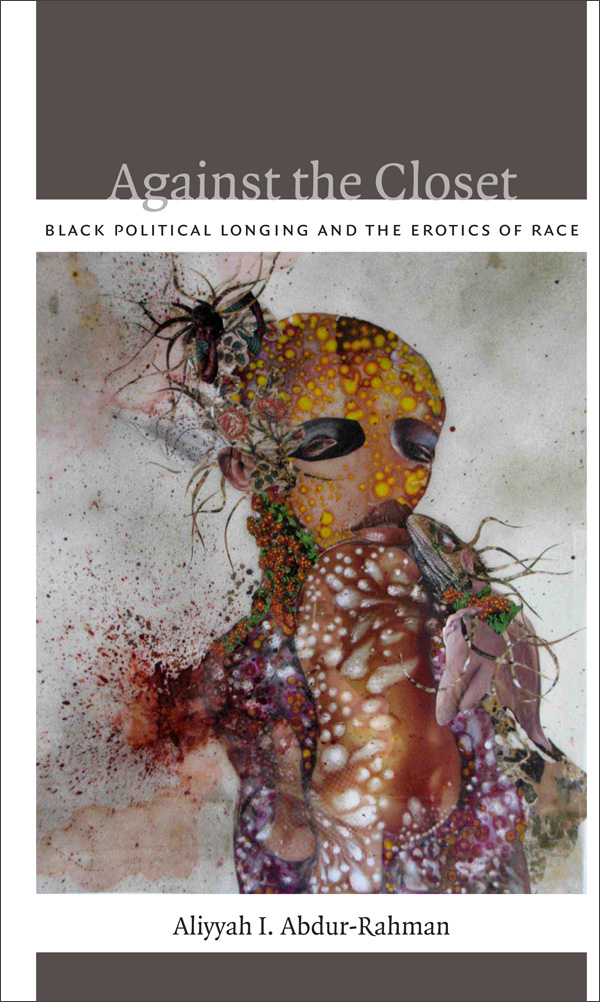 Against the Closet
BLACK POLITICAL LONGING AND THE EROTICS OF RACE
Aliyyah I. Abdur-Rahman